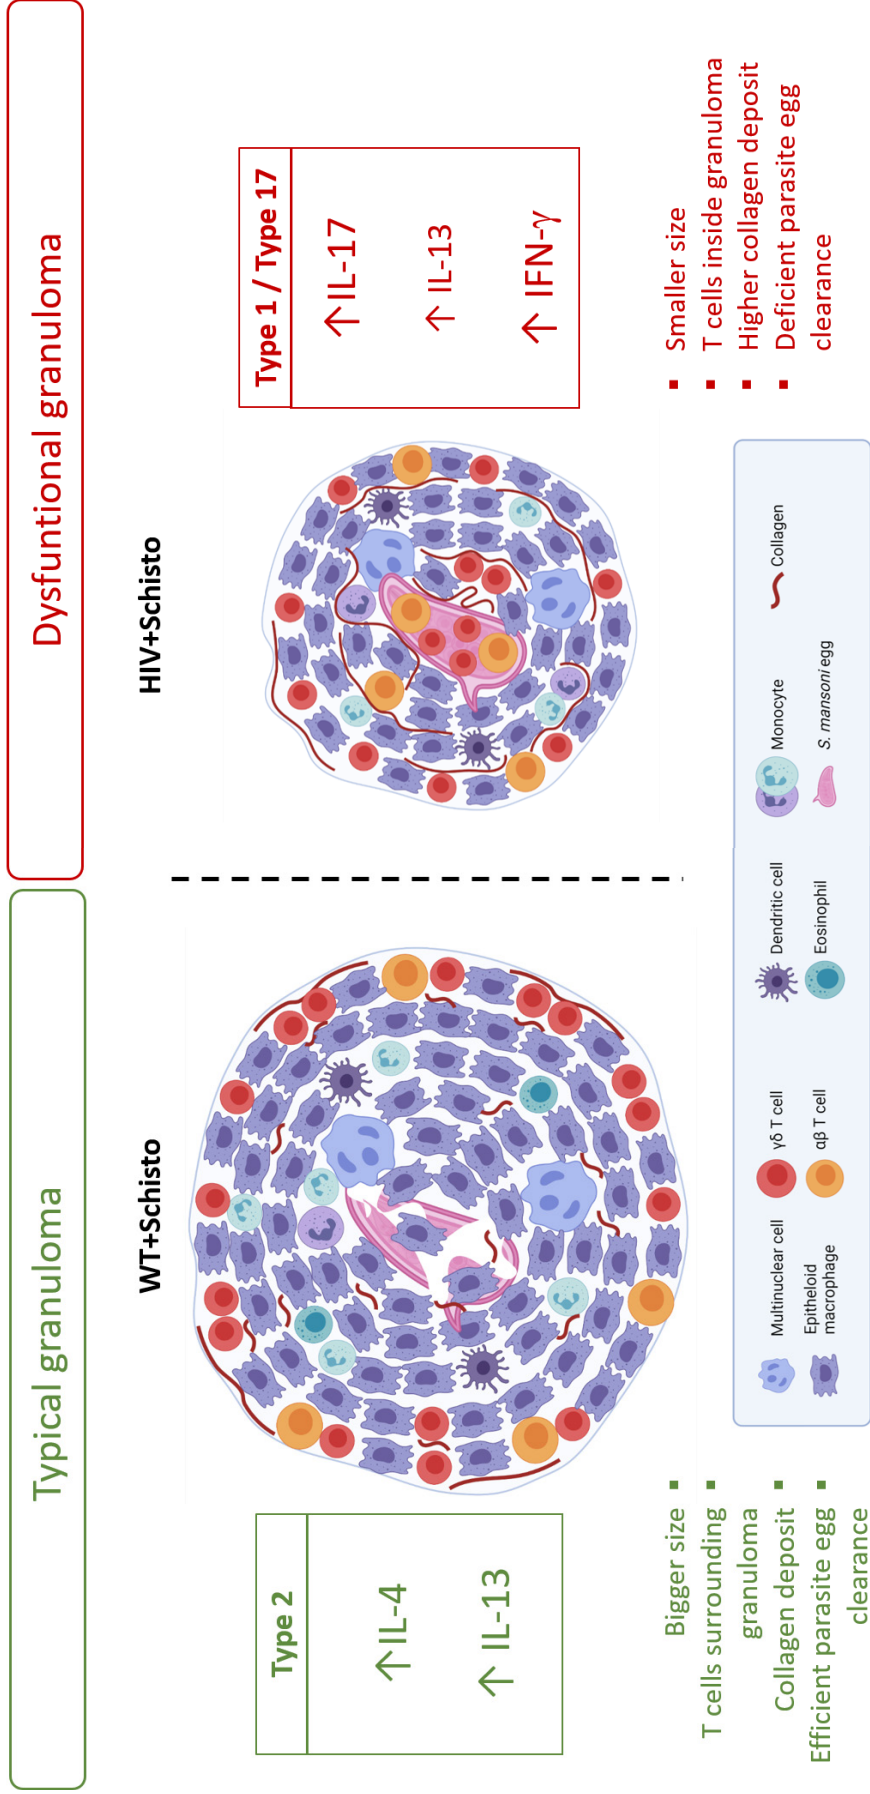 Typical granuloma
Dysfuntional granuloma
WT+Schisto
HIV+Schisto
Type 2
↑IL-4
↑ IL-13
Type 1 / Type 17
↑IL-17
↑ IL-13
↑ IFN-γ
Bigger size ▪
T cells surrounding ▪
granuloma
Collagen deposit ▪
Efficient parasite egg ▪
clearance
▪ Smaller size
▪ T cells inside granuloma
▪ Higher collagen deposit
▪ Deficient parasite egg
clearance
Multinuclear cell
γδ T cell
Dendritic cell
Monocyte
Collagen
Epitheloid
macrophage
αβ T cell
Eosinophil
S. mansoni egg